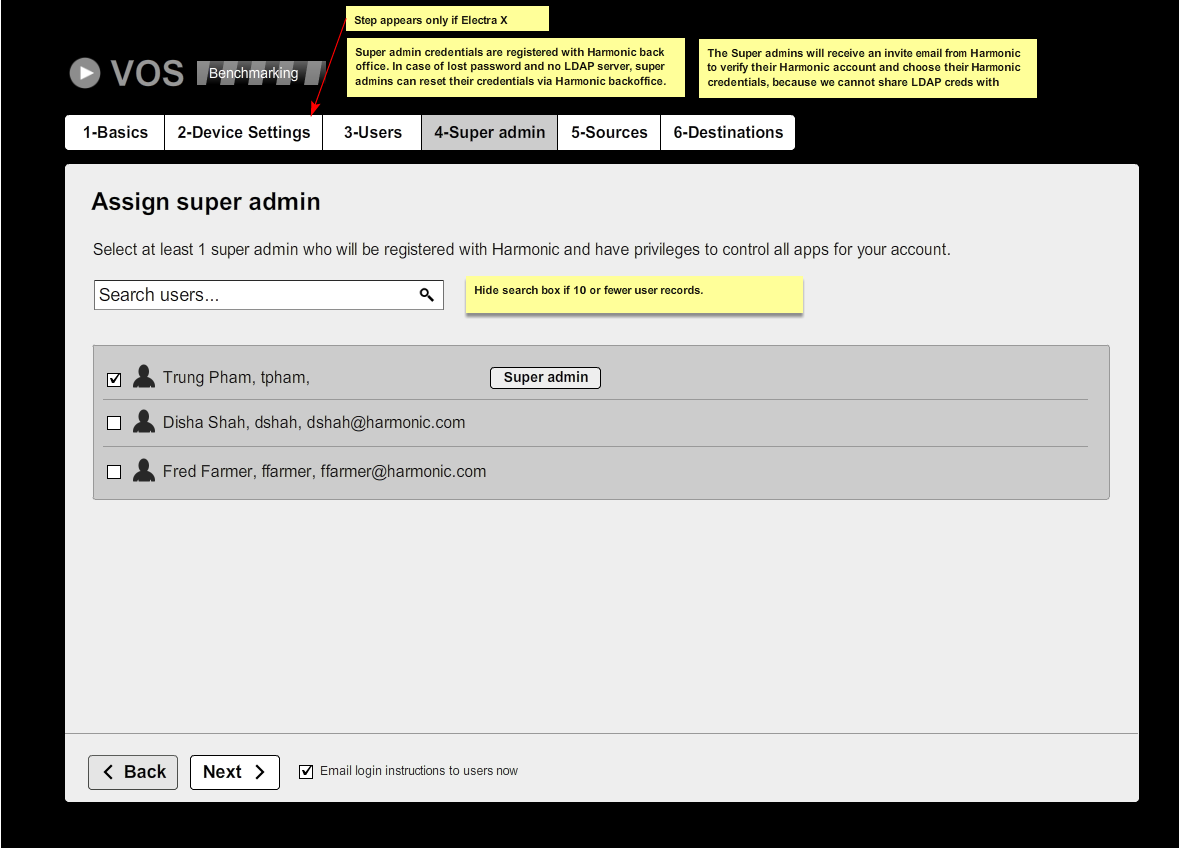 Step appears only if Electra X
Super admin credentials are registered with Harmonic back
office. In case of lost password and no LDAP server, super
admins can reset their credentials via Harmonic backoffice.
The Super admins will receive an invite email from Harmonic
to verify their Harmonic account and choose their Harmonic
credentials, because we cannot share LDAP creds with
VOS Benchmarking
1-Basics 2-Device Settings 3-Users 4-Super admin 5-Sources 6-Destinations
Assign super admin
Select at least 1 super admin who will be registered with Harmonic and have privileges to control all apps for your account.
Search users...
Hide search box if 10 or fewer user records.
Trung Pham, tpham, Super admin
Disha Shah, dshah, dshah@harmonic.com
Fred Farmer, ffarmer, ffarmer@harmonic.com
Back Next Email login instructions to users now